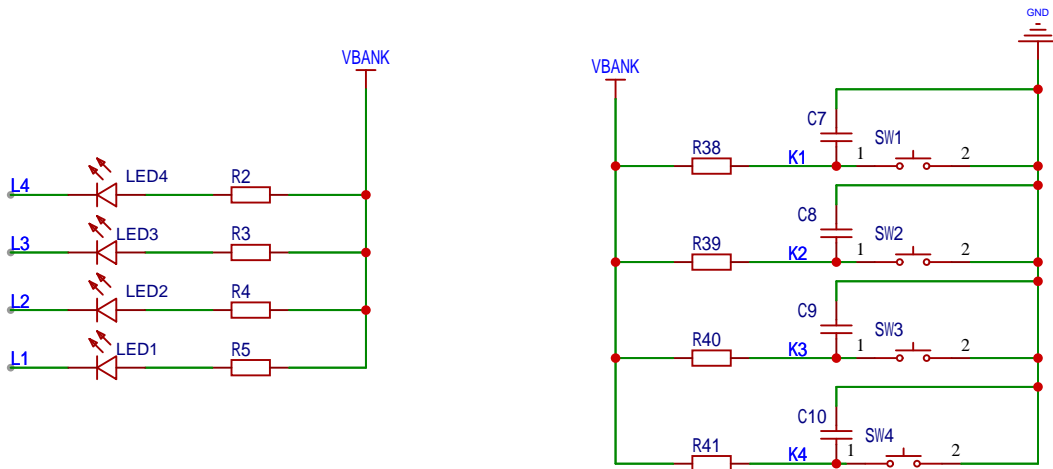 VBANK
L4
LED4
R2
L3
LED3
R3
L2
LED2
R4
L1
LED1
R5
GND
VBANK
C7
SW1
R38
K1
1
2
C8
SW2
R39
K2
1
2
C9
SW3
R40
K3
1
2
C10
SW4
R41
K4
1
2